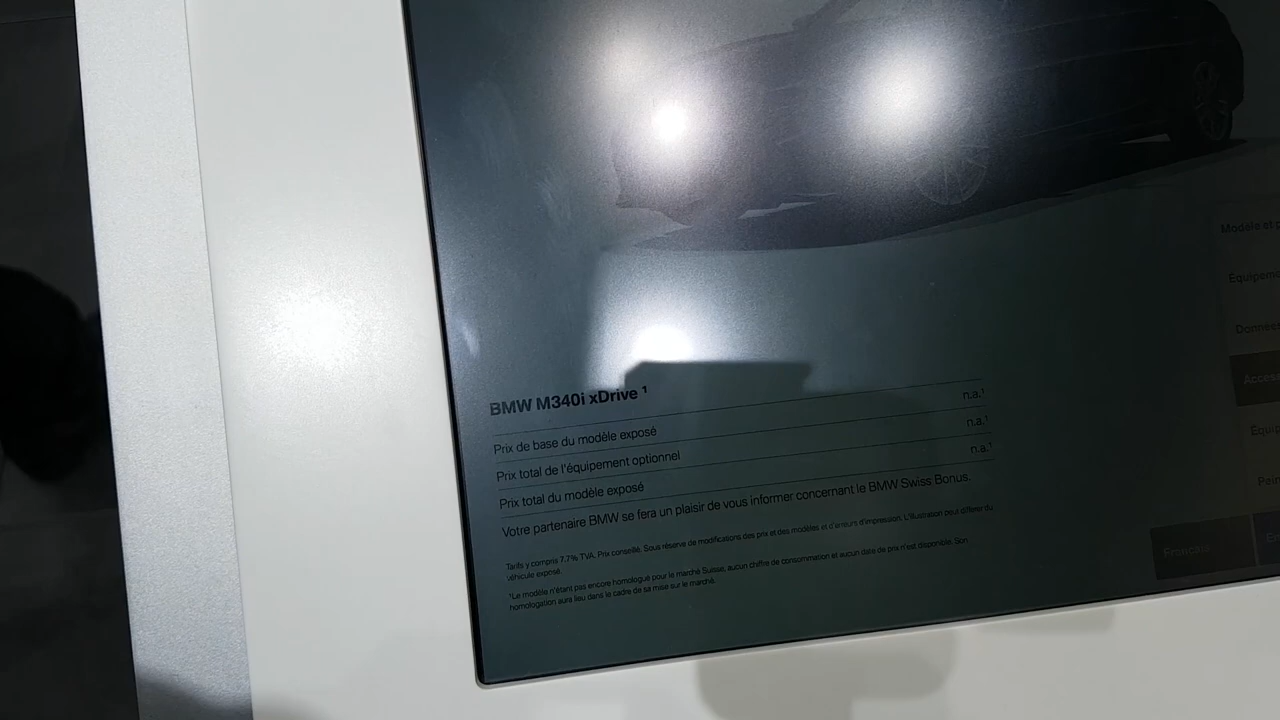 BMW M340i xDrive ¹
Prix de base du modèle exposé n.a.¹
Prix total de l'équipement optionnel n.a.¹
Prix total du modèle exposé n.a.¹
Votre partenaire BMW se fera un plaisir de vous informer concernant le BMW Swiss Bonus.
Tarifs y compris 7.7% TVA. Prix conseillé. Sous réserve de modifications des prix et des modèles et d'erreurs d'impression. L'illustration peut différer du
véhicule exposé.
¹Le modèle n'étant pas encore homologué pour le marché Suisse, aucun chiffre de consommation et aucun date de prix n'est disponible. Son
homologation aura lieu dans le cadre de sa mise sur le marché.
Modèle et
Français